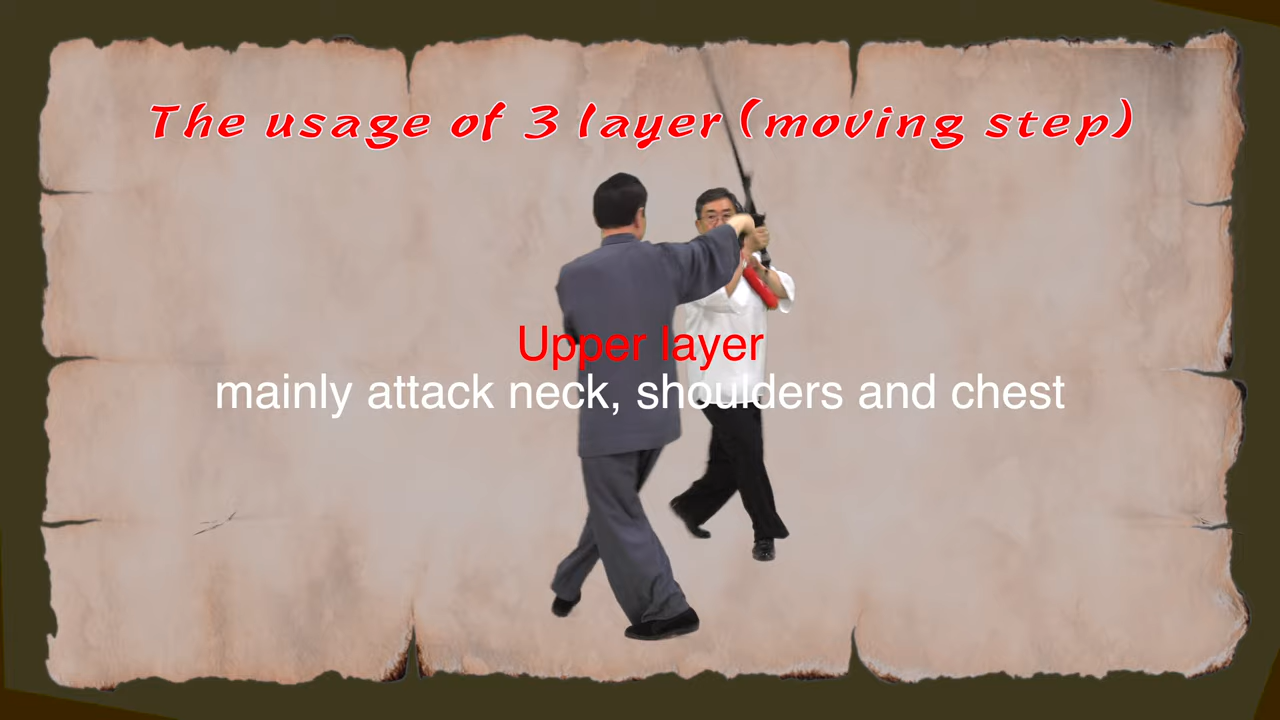 The usage of 3 layer (moving step)
Upper layer
mainly attack neck, shoulders and chest